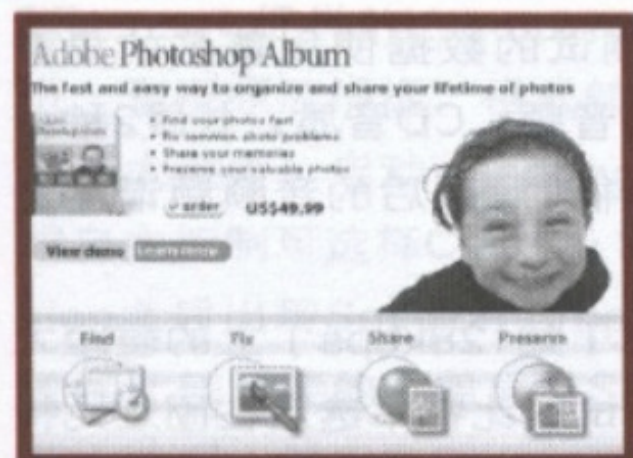 Adobe Photoshop Album
The fast and easy way to organize and share your lifetime of photos
• Find your photos fast
• Fix common photo problems
• Share your memories
• Preserve your valuable photos
order US$49.99
View demo Learn more
Find Fix Share Preserve